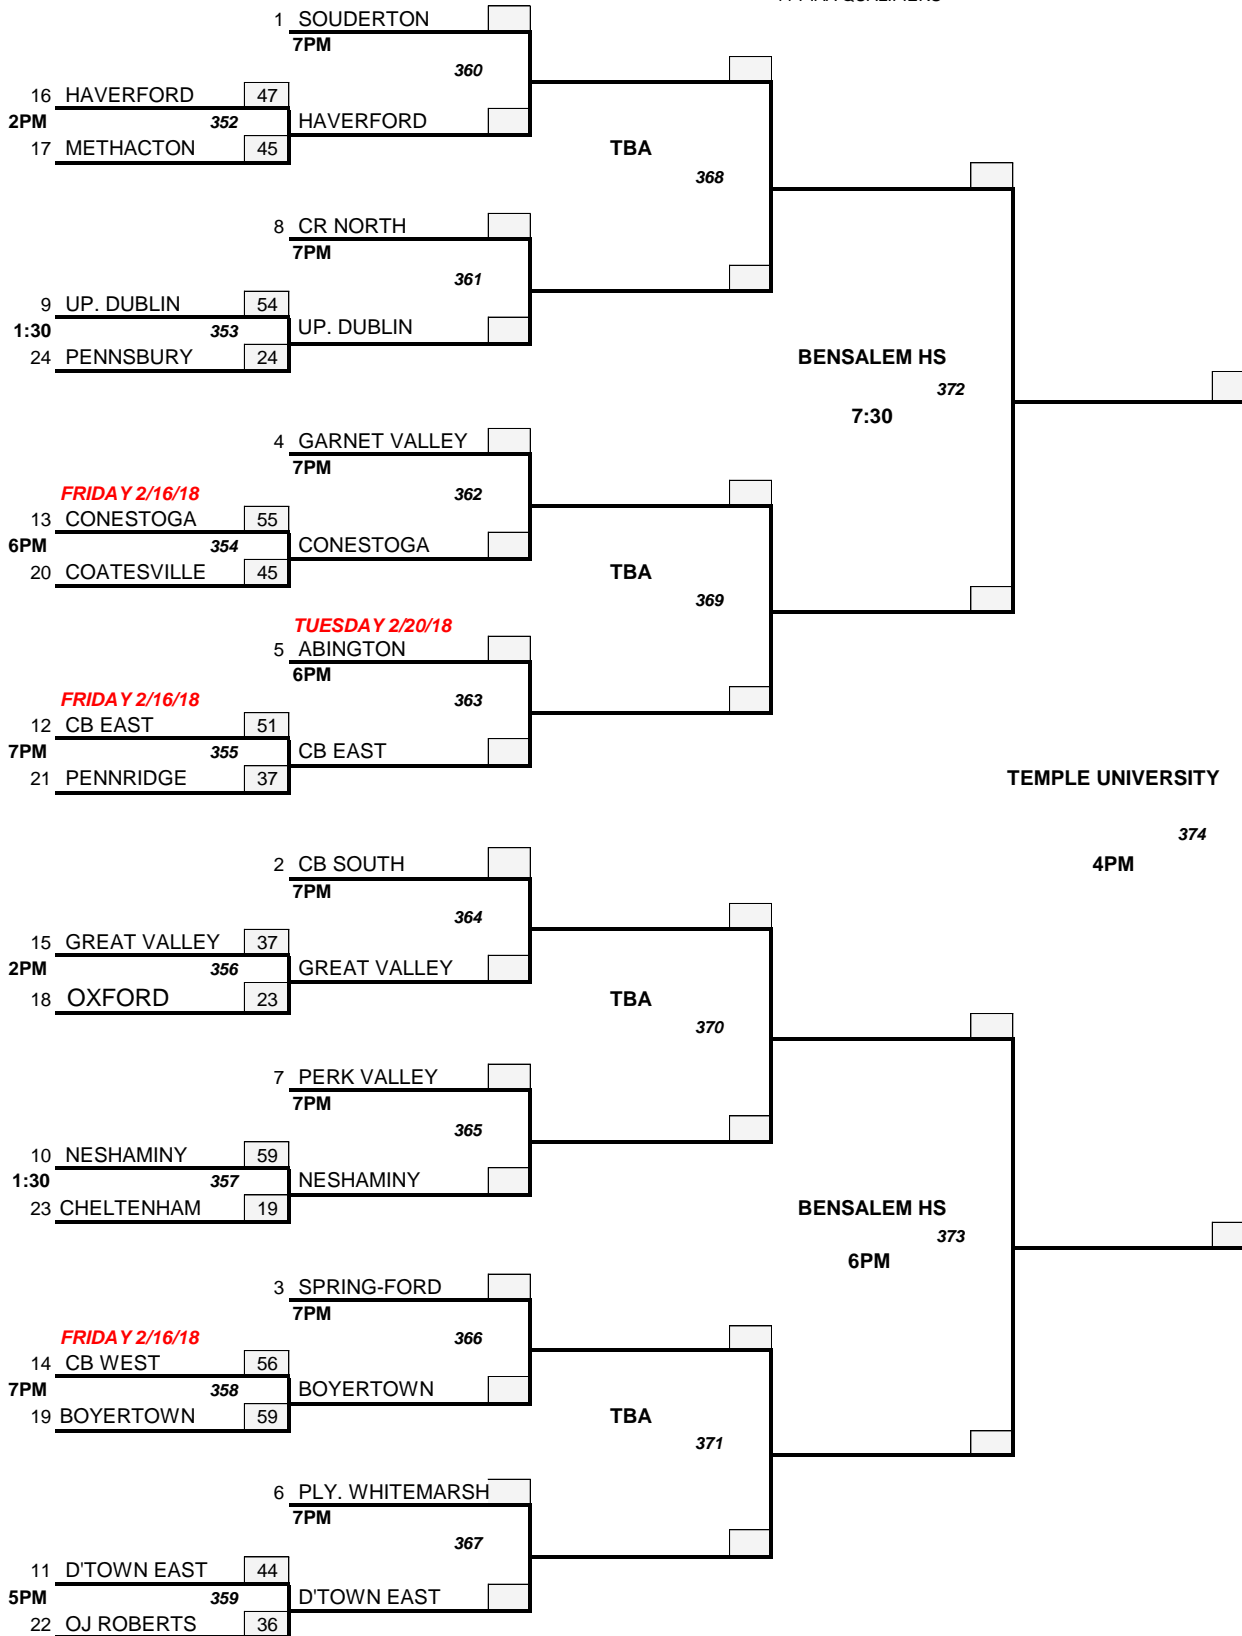 1 SOUDERTON
7PM
360
16 HAVERFORD 47
2PM 352 HAVERFORD
17 METHACTON 45
TBA
368
8 CR NORTH
7PM
361
9 UP. DUBLIN 54
1:30 353 UP. DUBLIN
24 PENNSBURY 24
BENSALEM HS
372
7:30
4 GARNET VALLEY
7PM
362
FRIDAY 2/16/18
13 CONESTOGA 55
6PM 354 CONESTOGA
20 COATESVILLE 45
TBA
369
TUESDAY 2/20/18
5 ABINGTON
6PM
363
FRIDAY 2/16/18
12 CB EAST 51
7PM 355 CB EAST
21 PENNRIDGE 37
TEMPLE UNIVERSITY
374
4PM
2 CB SOUTH
7PM
364
15 GREAT VALLEY 37
2PM 356 GREAT VALLEY
18 OXFORD 23
TBA
370
7 PERK VALLEY
7PM
365
10 NESHAMINY 59
1:30 357 NESHAMINY
23 CHELTENHAM 19
BENSALEM HS
373
6PM
3 SPRING-FORD
7PM
366
FRIDAY 2/16/18
14 CB WEST 56
7PM 358 BOYERTOWN
19 BOYERTOWN 59
TBA
371
6 PLY. WHITEMARSH
7PM
367
11 D'TOWN EAST 44
5PM 359 D'TOWN EAST
22 OJ ROBERTS 36